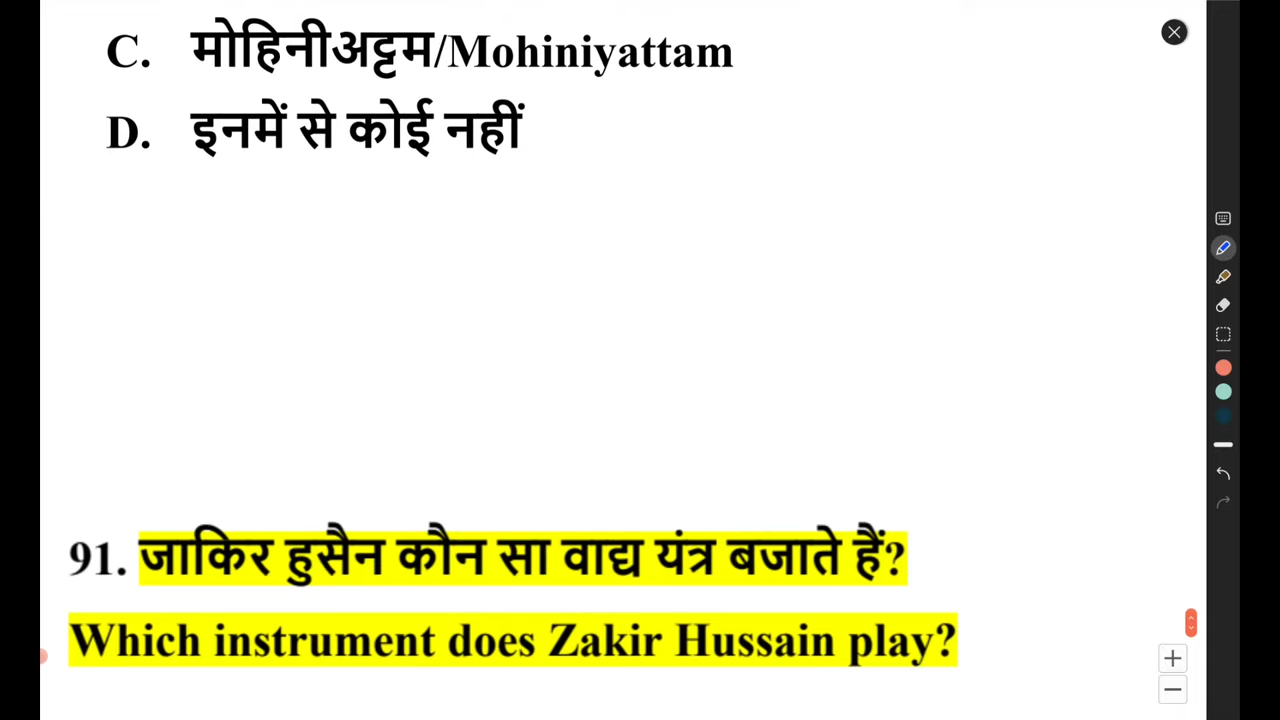 C. मोहिनीअट्टम/Mohiniyattam
D. इनमें से कोई नहीं
91. जाकिर हुसैन कौन सा वाद्य यंत्र बजाते हैं?
Which instrument does Zakir Hussain play?